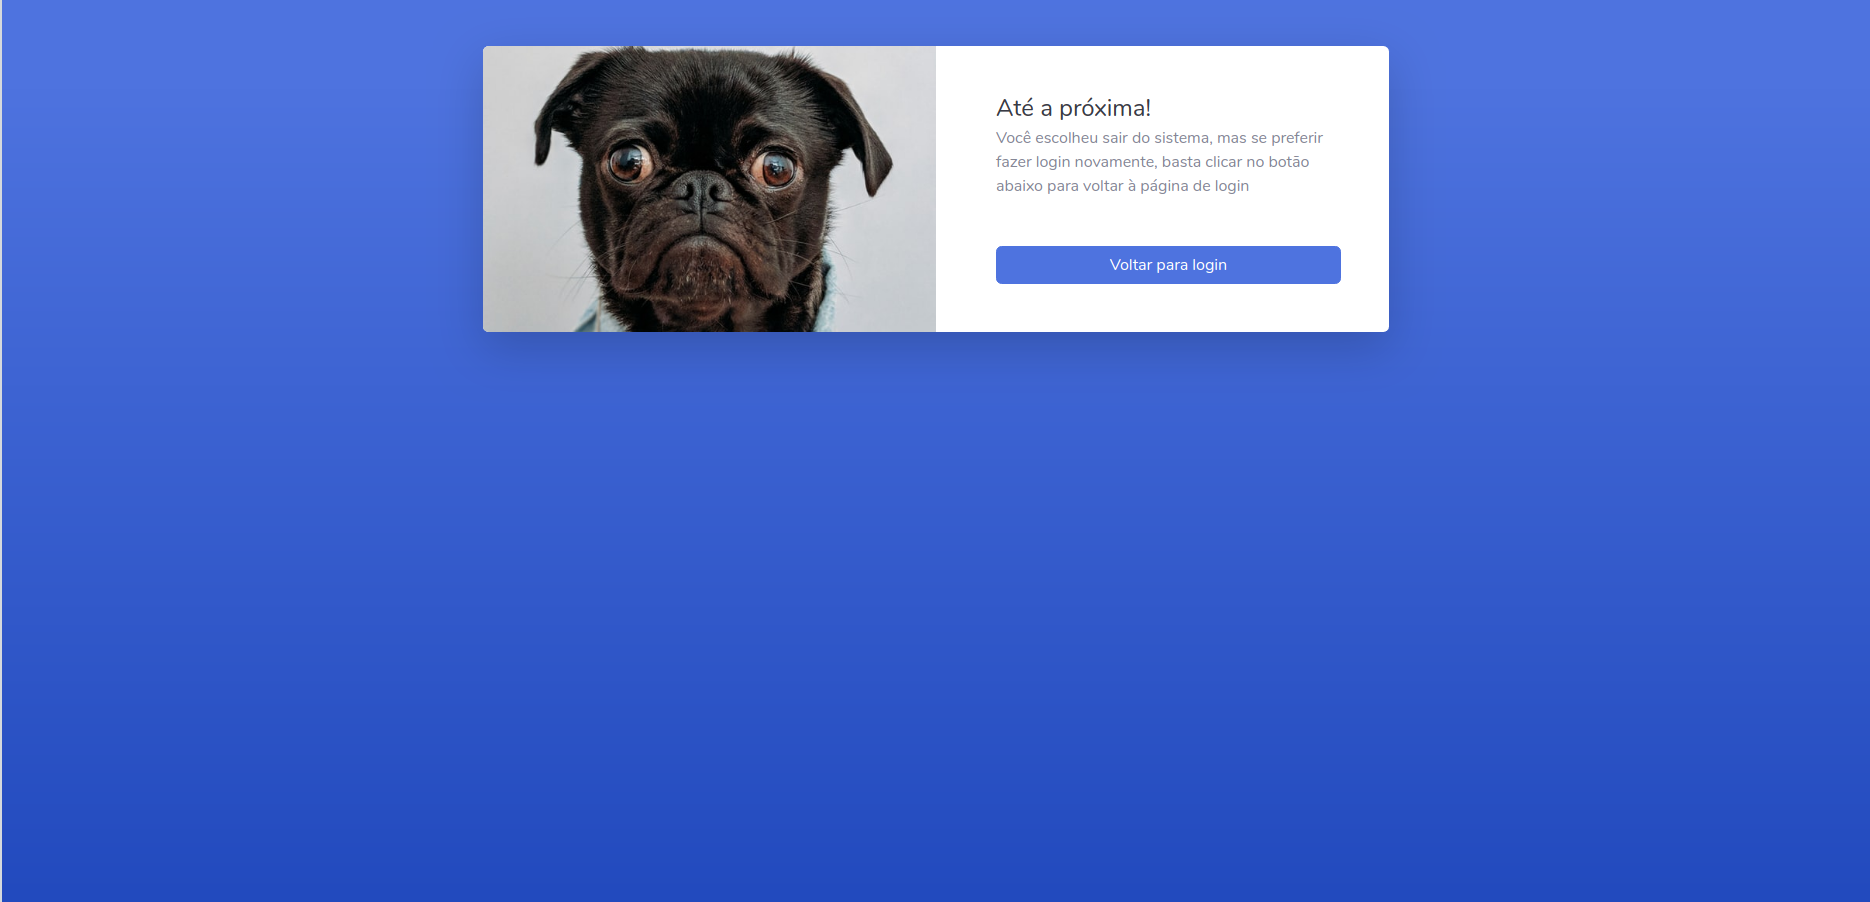 Até a próxima!
Você escolheu sair do sistema, mas se preferir
fazer login novamente, basta clicar no botão
abaixo para voltar à página de login
Voltar para login